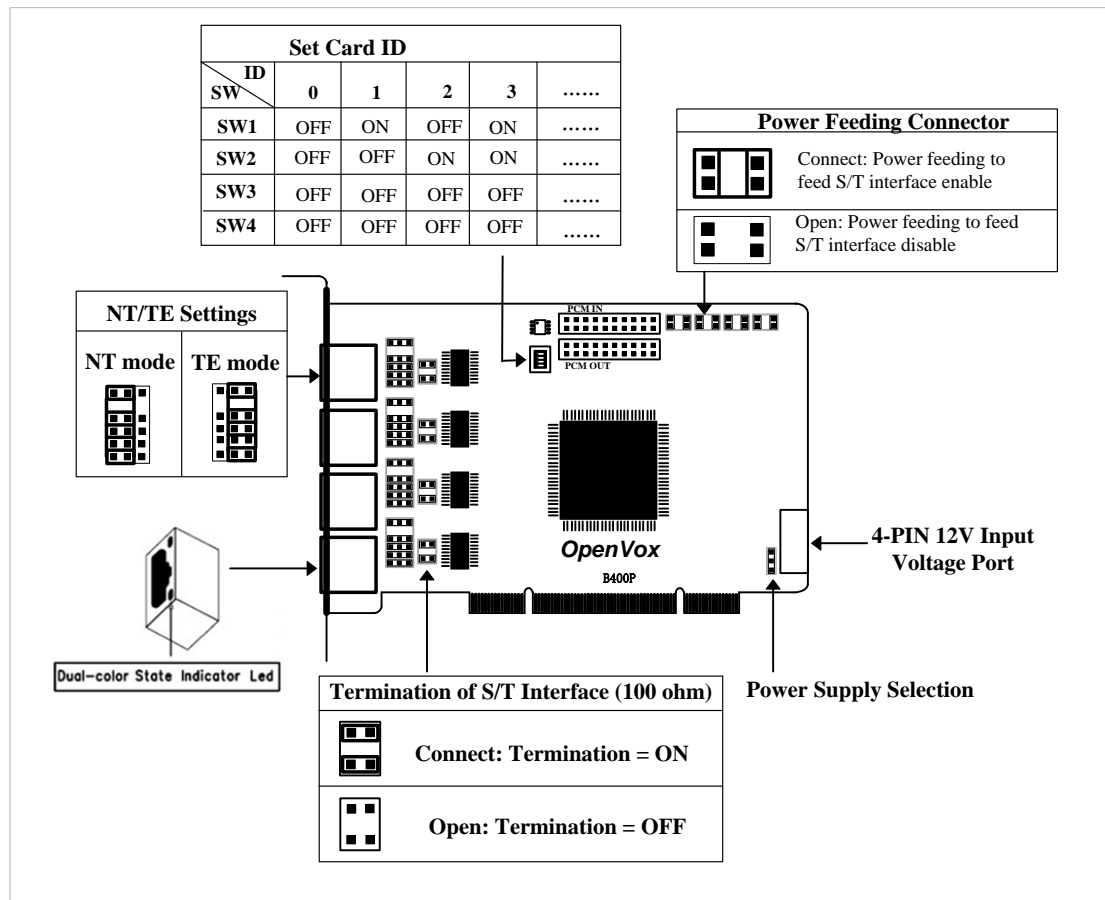 Set Card ID
ID
SW 0 1 2 3 ......
SW1 OFF ON OFF ON ......
SW2 OFF OFF ON ON ......
SW3 OFF OFF OFF OFF ......
SW4 OFF OFF OFF OFF ......
Power Feeding Connector
Connect: Power feeding to
feed S/T interface enable
Open: Power feeding to feed
S/T interface disable
NT/TE Settings
NT mode TE mode
PCM IN
PCM OUT
OpenVox
B400P
4-PIN 12V Input
Voltage Port
Dual-color State Indicator Led
Power Supply Selection
Termination of S/T Interface (100 ohm)
Connect: Termination = ON
Open: Termination = OFF